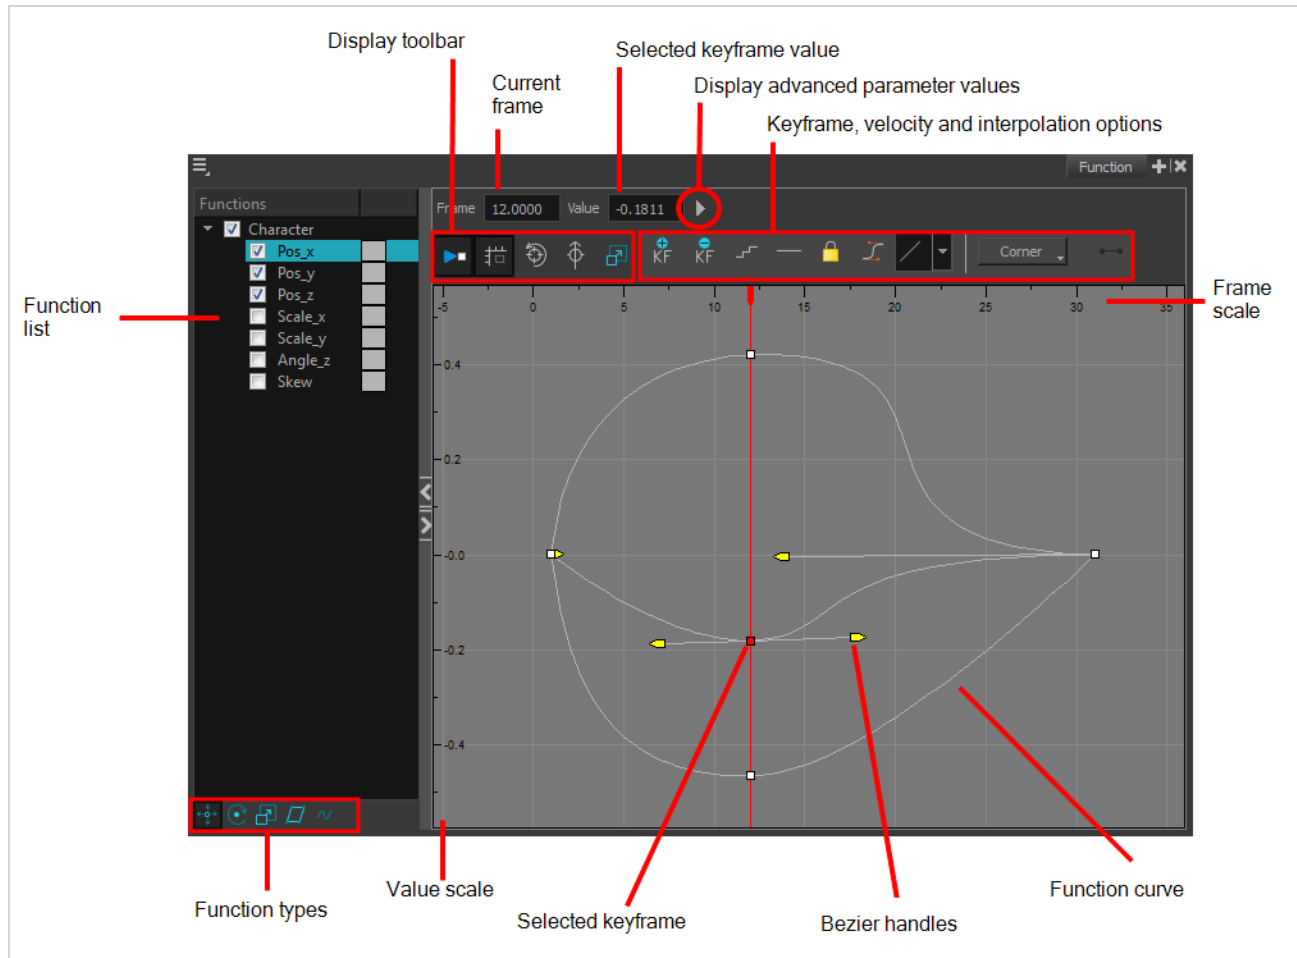 Display toolbar
Selected keyframe value
Current
frame
Display advanced parameter values
Keyframe, velocity and interpolation options
Function
Functions
Frame 12.0000 Value -0.1811
Character
Pos_x
Pos_y
Pos_z
Scale_x
Scale_y
Angle_z
Skew
KF KF Corner
-5 0 5 10 15 20 25 30 35
0.4
0.2
-0.0
-0.2
-0.4
Function
list
Frame
scale
Function types
Value scale
Selected keyframe
Bezier handles
Function curve